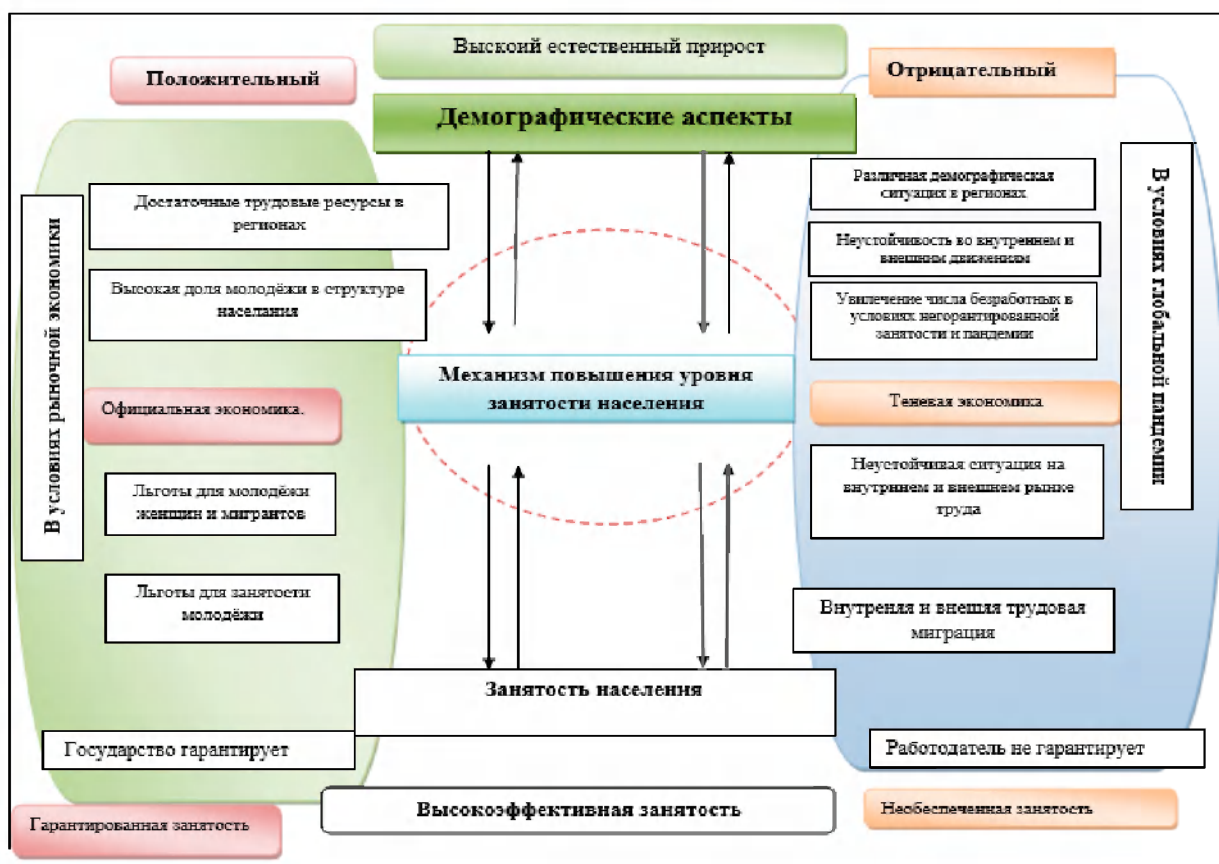 Выскоий естественный прирост
Положительный
Отрицательный
Демографические аспекты
В условиях рыночной экономики
Достаточные трудовые ресурсы в
регионах
Высокая доля молодёжи в структуре
населания
Официальная экономика.
Льготы для молодёжи
женщин и мигрантов
Льготы для занятости
молодёжи
Государство гарантирует
Гарантированная занятость
Механизм повышения уровня
занятости населения
Занятость населения
Высокоэффективная занятость
Различная демографическая
ситуация в регионах
Неустойчивость во внутреннем и
внешним движениям
Увилечение числа безработных в
условиях негорантированной
занятости и пандемии
Теневая экономика
Неустойчивая ситуация на
внутринем и внешнем рынке
труда
Внутреняя и внешляя трудовая
миграция
Работодатель не гарантирует
Необеспеченная занятость
В условиях глобальной пандемии